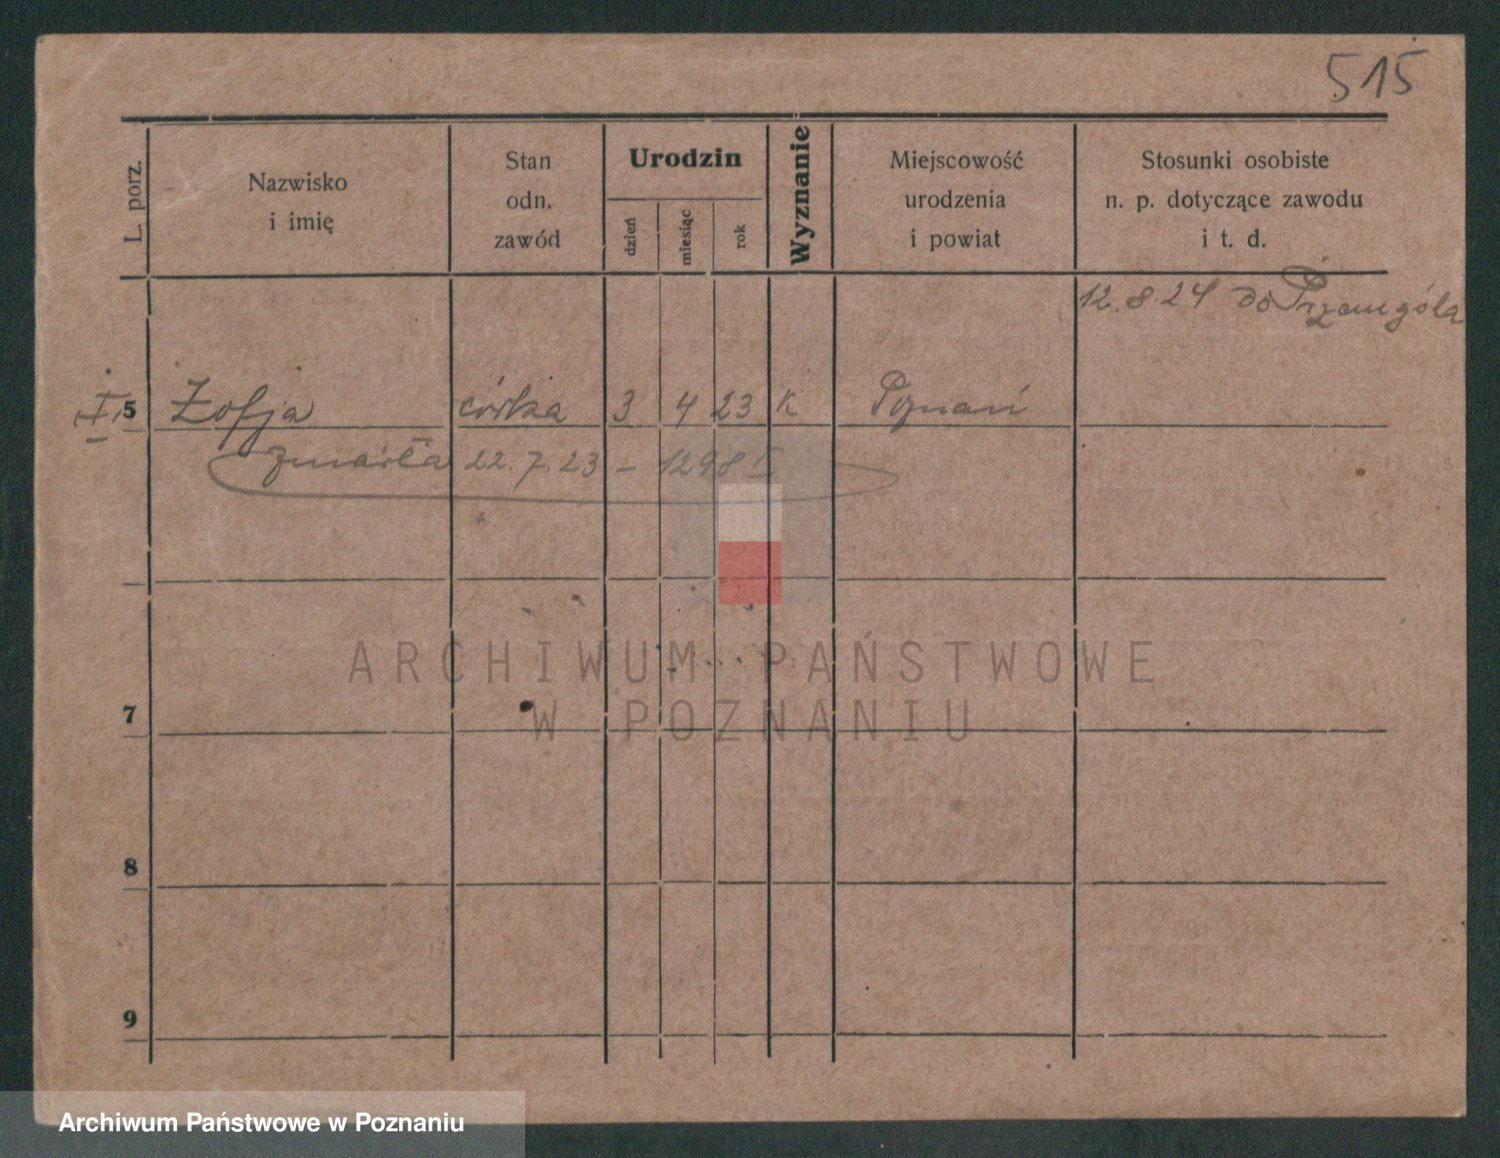 515
L. porz.
Nazwisko
i imię
Stan
odn.
zawód
Urodzin
dzień
miesiąc
rok
Wyznanie
Miejscowość
urodzenia
i powiat
Stosunki osobiste
n. p. dotyczące zawodu
i t. d.
12.8.24 do
I. 5 Zofja córka 3 4 23 K Poznań
zmarła 22.7.23 – 1298 I
ARCHIWUM PAŃSTWOWE
W POZNANIU
7
8
9
Archiwum Państwowe w Poznaniu